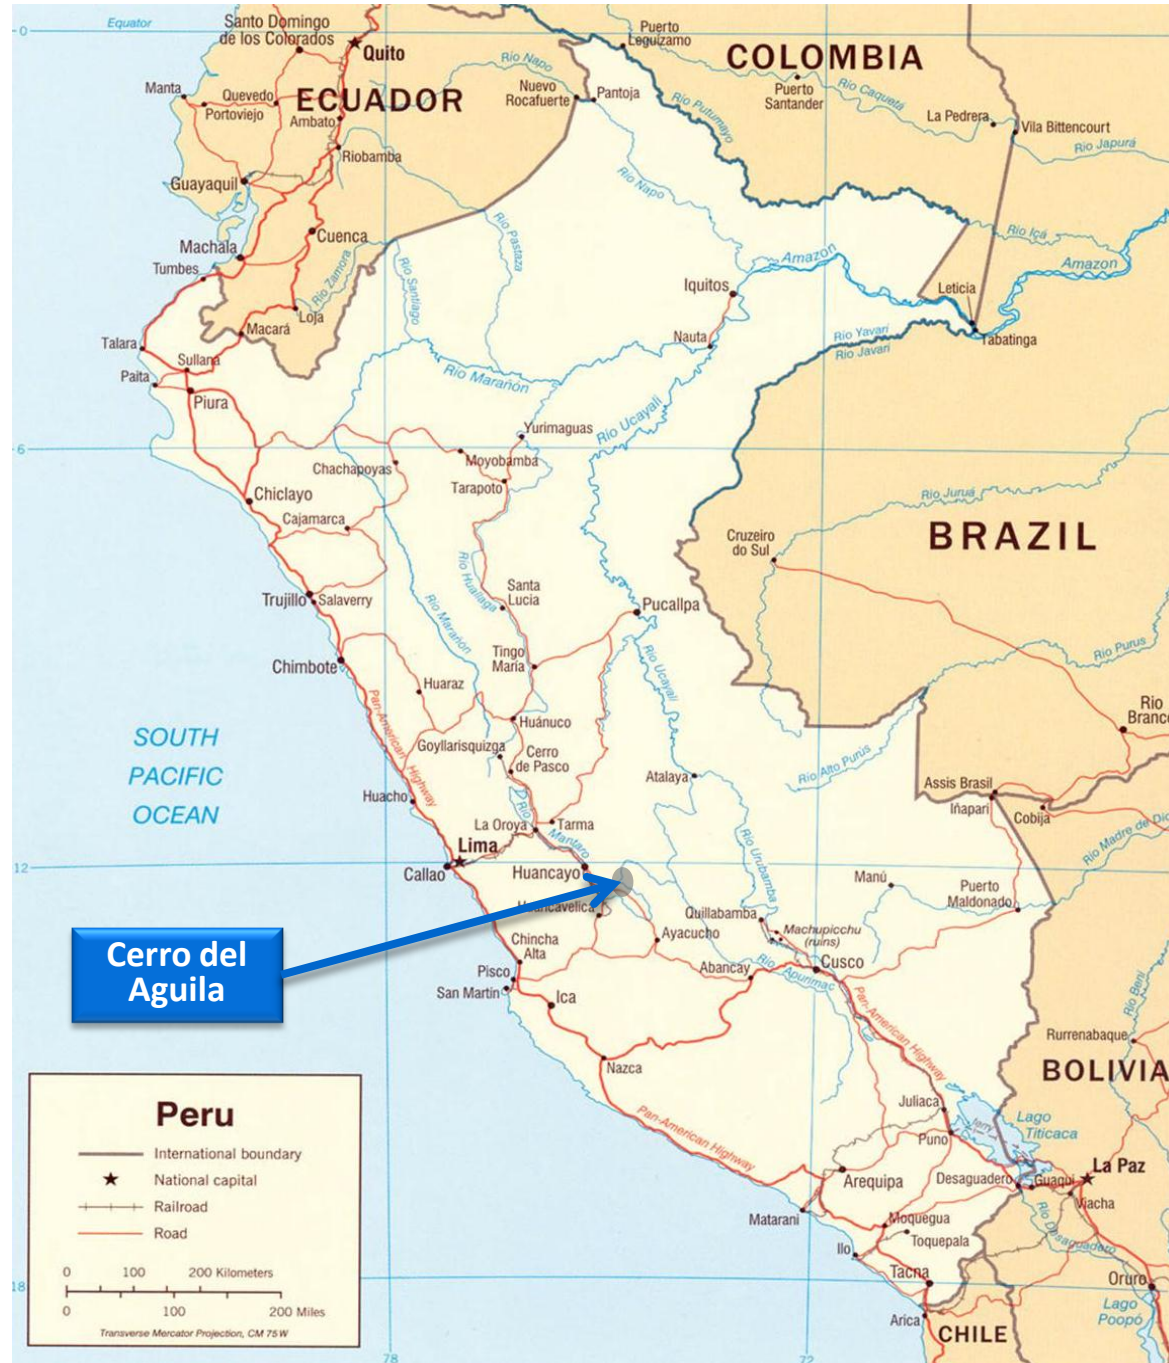 Equator
0
Santo Domingo
de los Colorados
Quito
Puerto
Leguízamo
COLOMBIA
Rio Napo
Puerto
Santander
Rio Caquetá
Manta
Quevedo
Portoviejo
ECUADOR
Ambato
Nuevo
Rocafuerte
Pantoja
Rio Putumayo
La Pedrera
Vila Bittencourt
Rio Japurá
Riobamba
Guayaquil
Rio Napo
Machala
Cuenca
Rio Pastaza
Rio Içá
Tumbes
Rio Zamora
Rio Santiago
Amazon
Amazon
Iquitos
Leticia
Loja
Macará
Talara
Sullana
Nauta
Rio Yavarí
Rio Javari
Tabatinga
Paita
Piura
Rio Marañón
Rio Ucayali
Yurimaguas
6
Chachapoyas
Moyobamba
Tarapoto
Chiclayo
Cajamarca
Rio Juruá
BRAZIL
Cruzeiro
do Sul
Rio Huallaga
Santa
Lucia
Trujillo
Salaverry
Rio Marañón
Pucallpa
Tingo
María
Chimbote
Rio Ucayali
Rio Purus
Huaraz
Pan-American Highway
Huánuco
Rio
Branco
SOUTH
PACIFIC
OCEAN
Goyllarisquizga
Cerro
de Pasco
Atalaya
Rio Alto Purus
Assis Brasil
Iñapari
Cobija
Huacho
La Oroya
Tarma
Rio
Mantaro
Rio Urubamba
Rio Madre de Dio
Lima
12
Callao
Huancayo
Manú
Puerto
Maldonado
Huancavelica
Quillabamba
Machupicchu
(ruins)
Cerro del
Aguila
Chincha
Alta
Ayacucho
Rio Apurimac
Cusco
Abancay
Pisco
San Martín
Ica
Pan-American Highway
Rio Beni
Rurrenabaque
Nazca
BOLIVIA
Juliaca
Lago
Titicaca
ferry
Puno
Pan-American Highway
Peru
International boundary
National capital
Railroad
Road
0 100 200 Kilometers
0 100 200 Miles
Transverse Mercator Projection, CM 75 W
Arequipa
Desaguadero
Guaqui
La Paz
Viacha
Matarani
Moquegua
Toquepala
Rio Desaguadero
Ilo
18
Tacna
Oruro
Arica
Lago
Poopó
CHILE
78
72